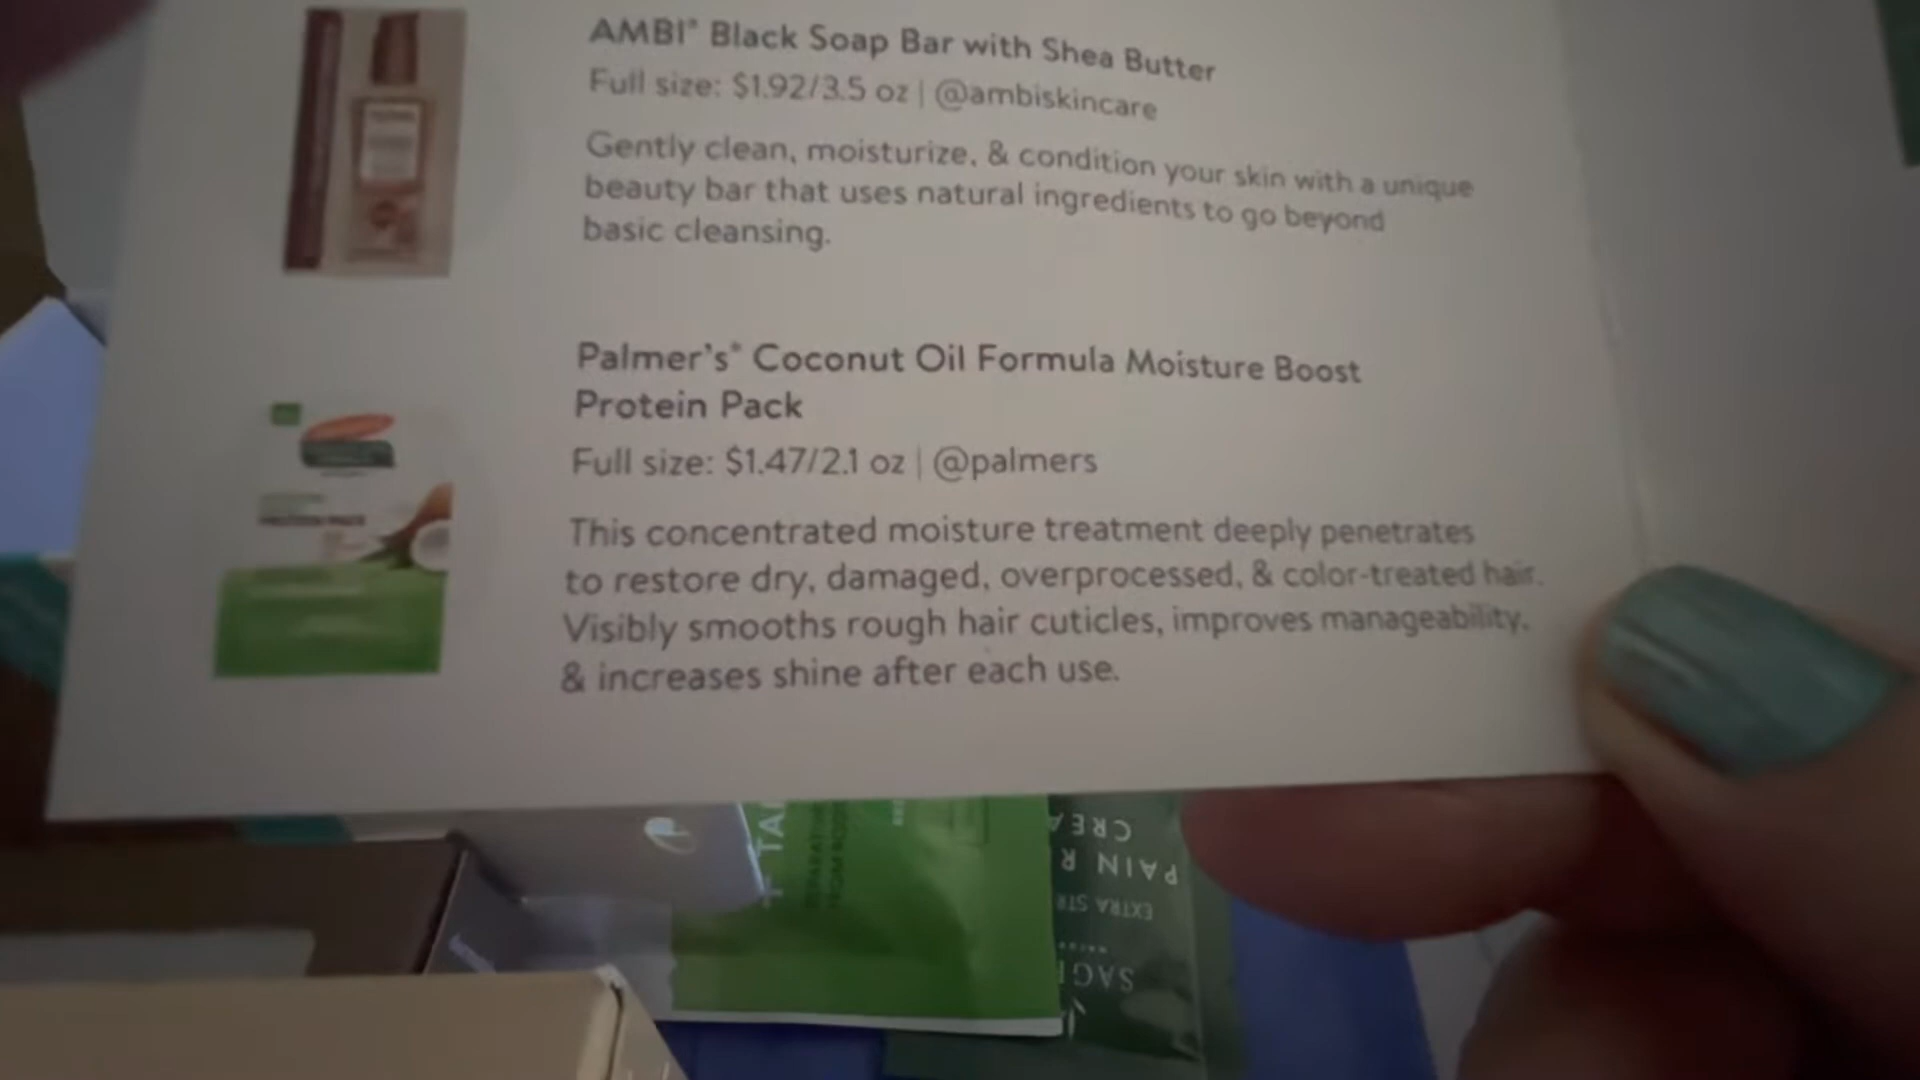 AMBI® Black Soap Bar with Shea Butter
Full size: $1.92/3.5 oz | @ambiskincare
Gently clean, moisturize, & condition your skin with a unique
beauty bar that uses natural ingredients to go beyond
basic cleansing.
Palmer's® Coconut Oil Formula Moisture Boost
Protein Pack
Full size: $1.47/2.1 oz | @palmers
This concentrated moisture treatment deeply penetrates
to restore dry, damaged, overprocessed, & color-treated hair.
Visibly smooths rough hair cuticles, improves manageability,
& increases shine after each use.
PROTEIN PACK
CREA
PAIN R
EXTRA STR
SAGE
+ TA